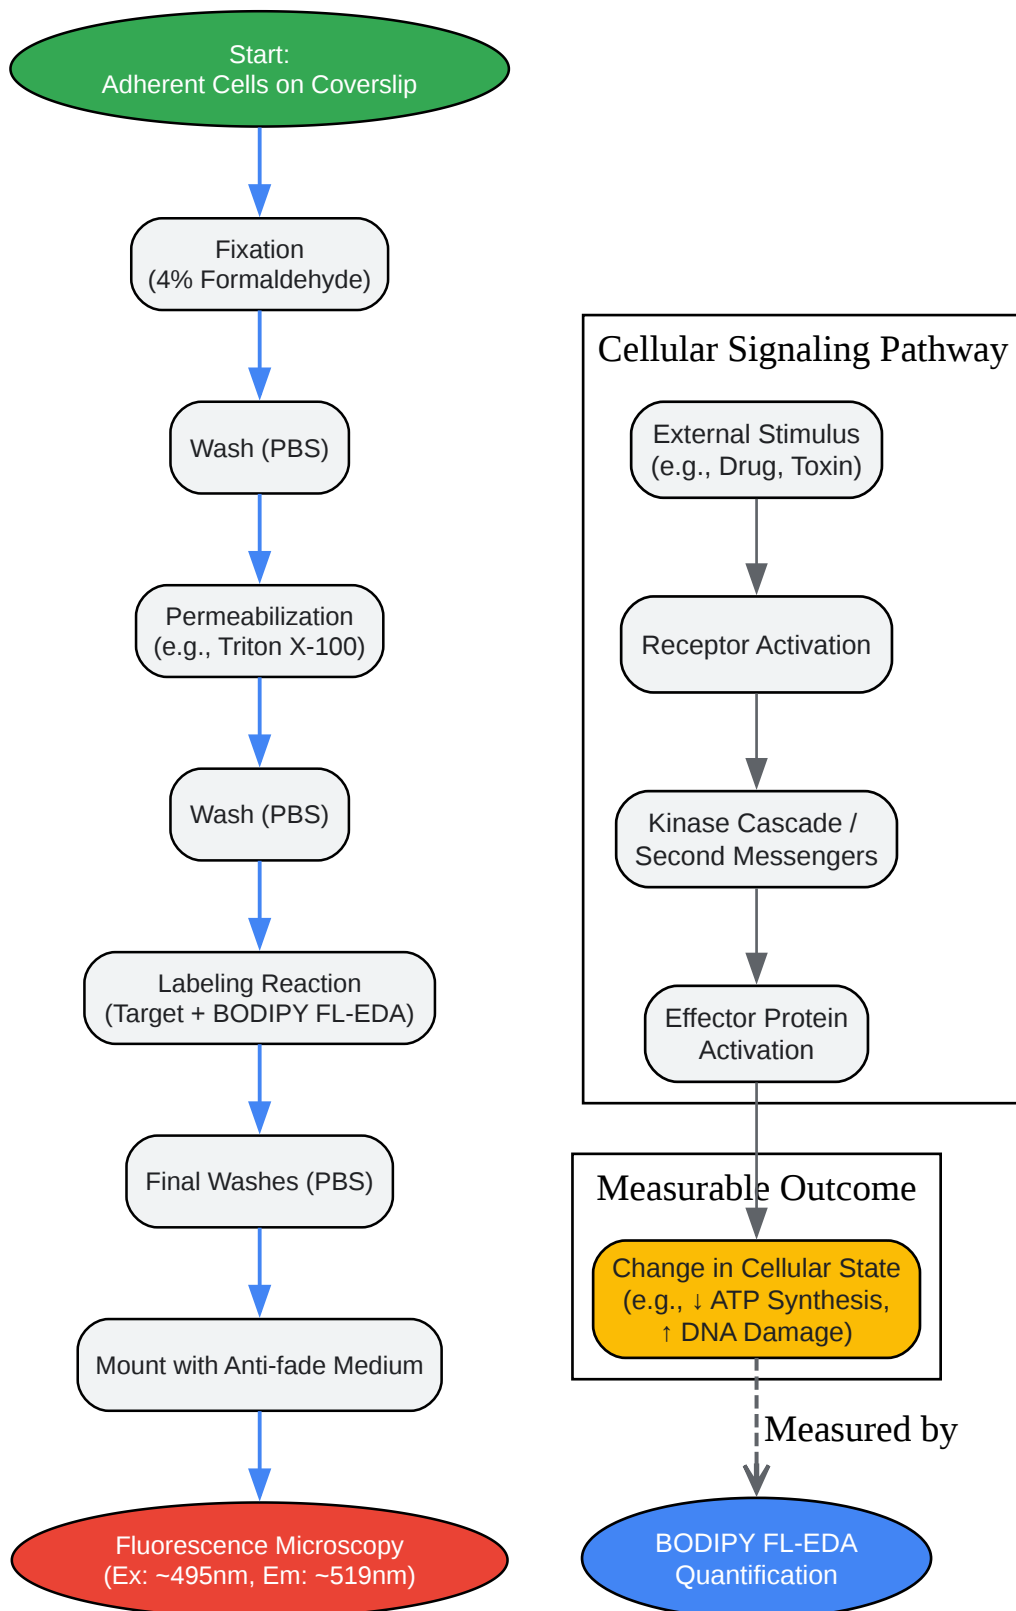 Start:
Adherent Cells on Coverslip
Fixation
(4% Formaldehyde)
Wash (PBS)
Permeabilization
(e.g., Triton X-100)
Wash (PBS)
Labeling Reaction
(Target + BODIPY FL-EDA)
Final Washes (PBS)
Mount with Anti-fade Medium
Fluorescence Microscopy
(Ex: ~495nm, Em: ~519nm)
Cellular Signaling Pathway
External Stimulus
(e.g., Drug, Toxin)
Receptor Activation
Kinase Cascade /
Second Messengers
Effector Protein
Activation
Measurable Outcome
Change in Cellular State
(e.g., ↓ ATP Synthesis,
↑ DNA Damage)
Measured by
BODIPY FL-EDA
Quantification